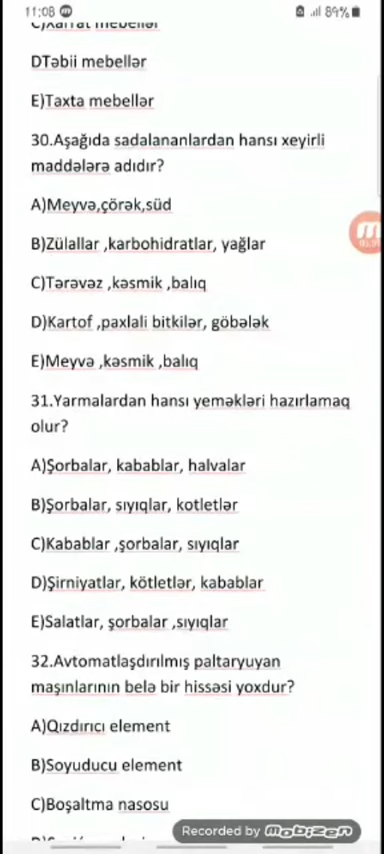 11:08
89%
C)Xarrat mebellər
DTəbii mebellər
E)Taxta mebellər
30.Aşağıda sadalananlardan hansı xeyirli
maddələrə adıdır?
A)Meyvə,çörək,süd
B)Zülallar ,karbohidratlar, yağlar
C)Tərəvəz ,kəsmik ,balıq
D)Kartof ,paxlali bitkilər, göbələk
E)Meyvə ,kəsmik ,balıq
31.Yarmalardan hansı yeməkləri hazırlamaq
olur?
A)Şorbalar, kabablar, halvalar
B)Şorbalar, sıyıqlar, kotletlər
C)Kabablar ,şorbalar, sıyıqlar
D)Şirniyatlar, kötletlər, kabablar
E)Salatlar, şorbalar ,sıyıqlar
32.Avtomatlaşdırılmış paltaryuyan
maşınlarının belə bir hissəsi yoxdur?
A)Qızdırıcı element
B)Soyuducu element
C)Boşaltma nasosu
Recorded by mobizen